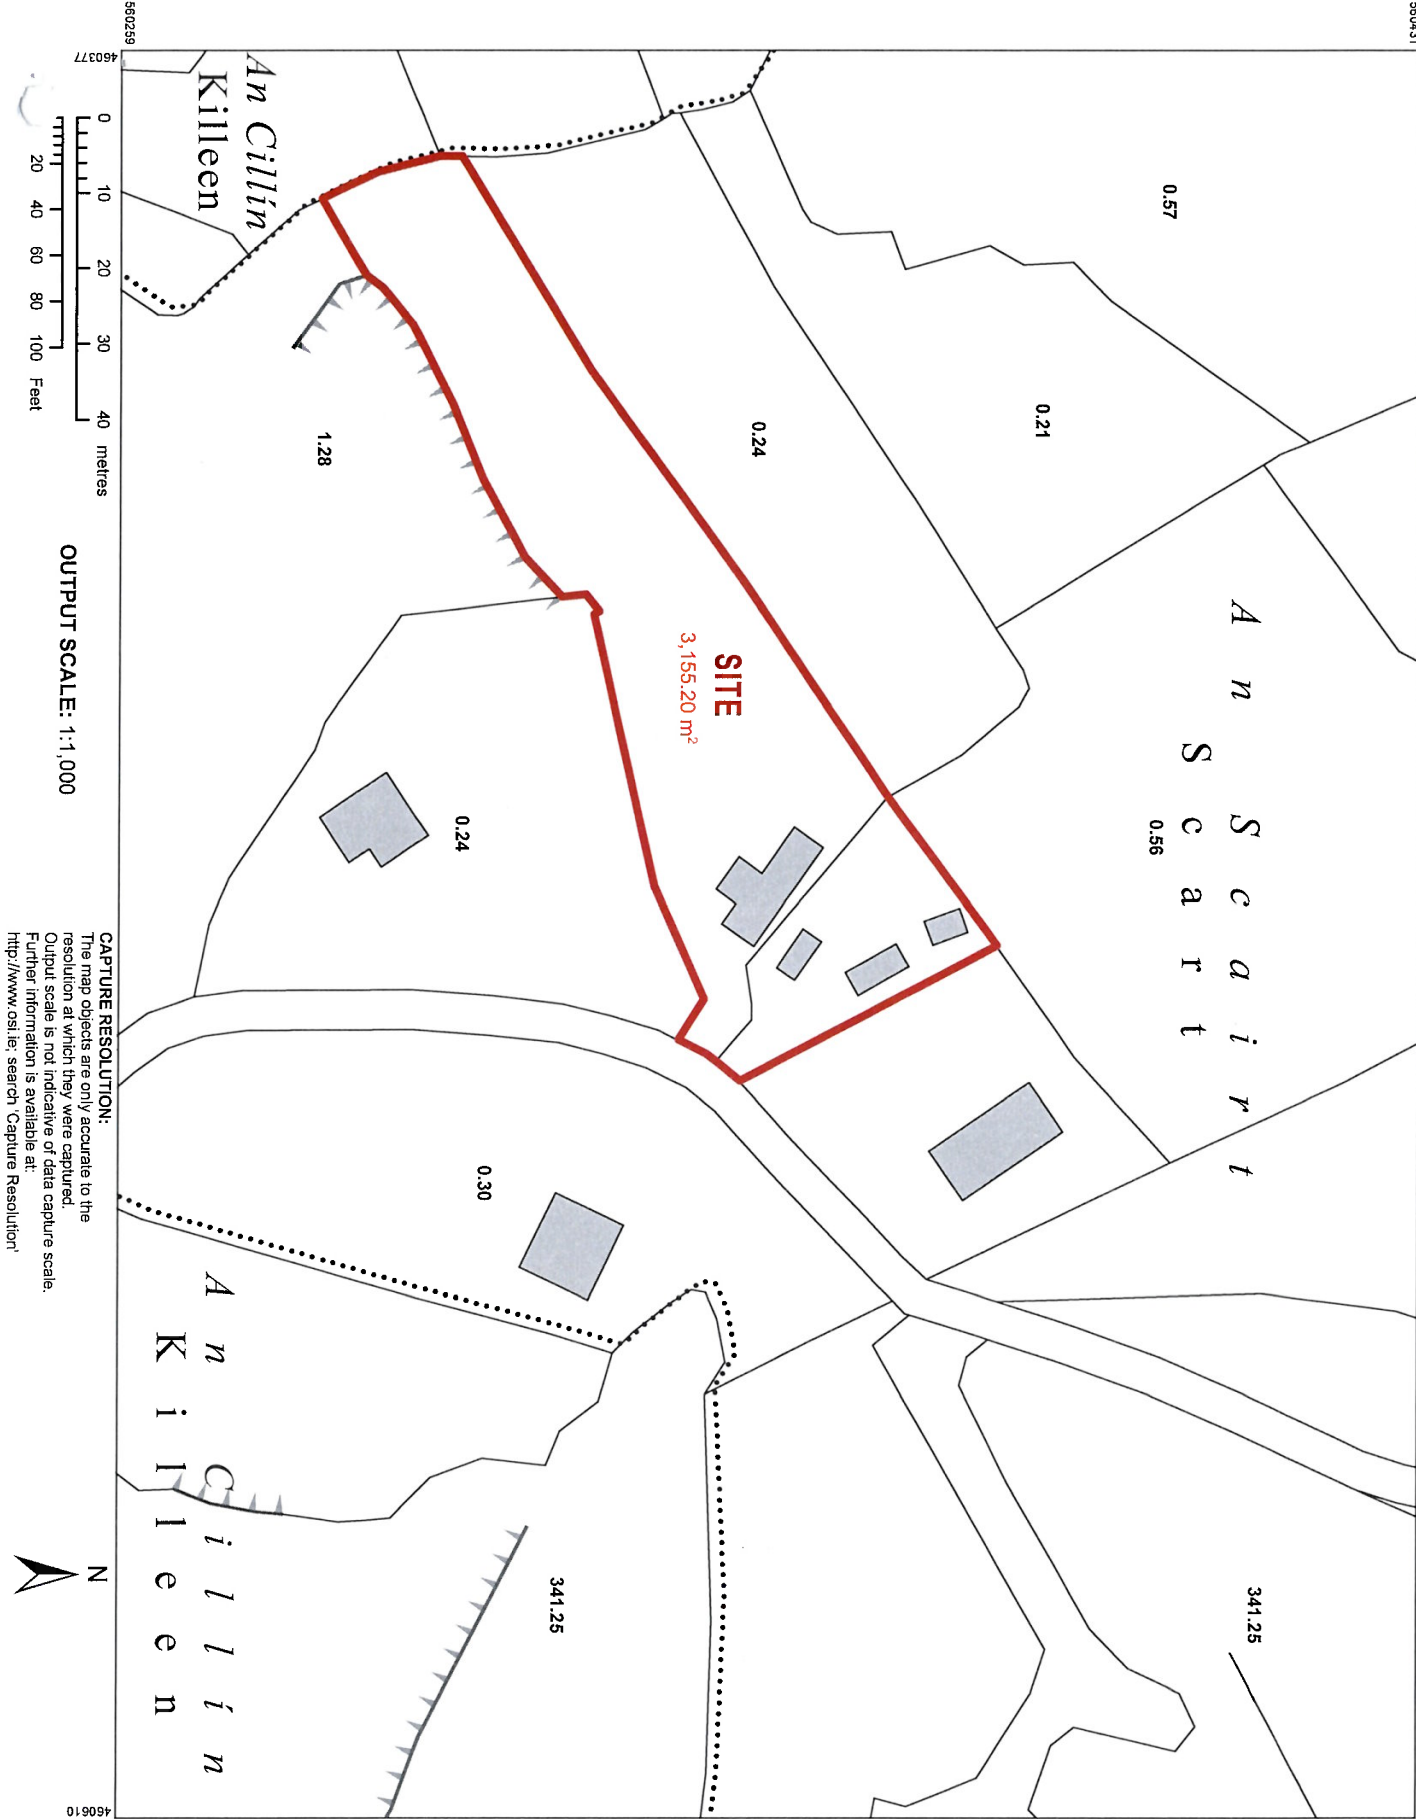 560259
560431
460377
460610
An Cillín
Killeen
0.57
0.21
0.24
1.28
An Scairt
Scart
0.56
SITE
3,155.20 m²
0.24
0.30
An Cillín
Killeen
341.25
341.25
0 10 20 30 40 metres
20 40 60 80 100 Feet
OUTPUT SCALE: 1:1,000
CAPTURE RESOLUTION:
The map objects are only accurate to the
resolution at which they were captured.
Output scale is not indicative of data capture scale.
Further information is available at:
http://www.osi.ie; search 'Capture Resolution'
N